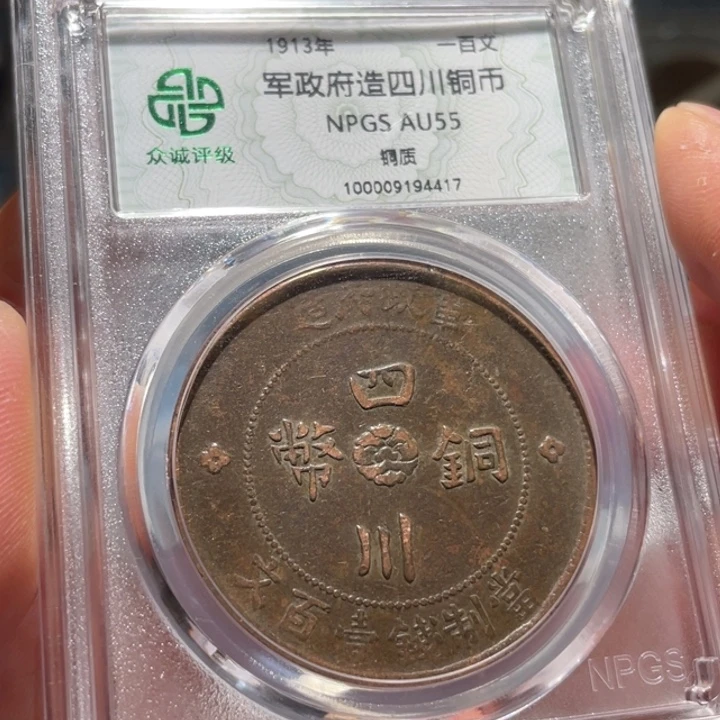 1913年 一百文
军政府造四川铜币
NPGS AU55
铜质
100009194417
众诚评级
軍政府造
四川
銅幣
當制錢壹百文
NPGS